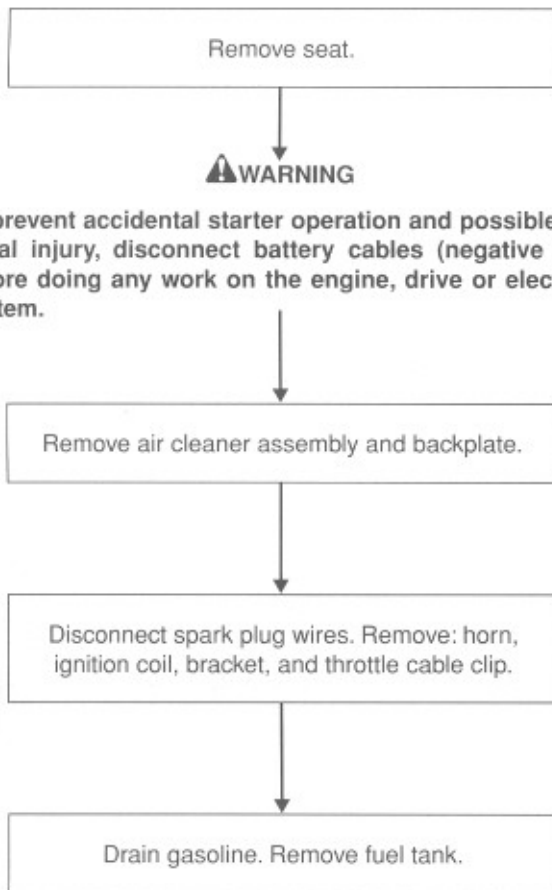 Remove seat.
WARNING
prevent accidental starter operation and possible
injury, disconnect battery cables (negative
doing any work on the engine, drive or
Remove air cleaner assembly and backplate.
Disconnect spark plug wires. Remove: horn,
ignition coil, bracket, and throttle cable clip.
Drain gasoline. Remove fuel tank.